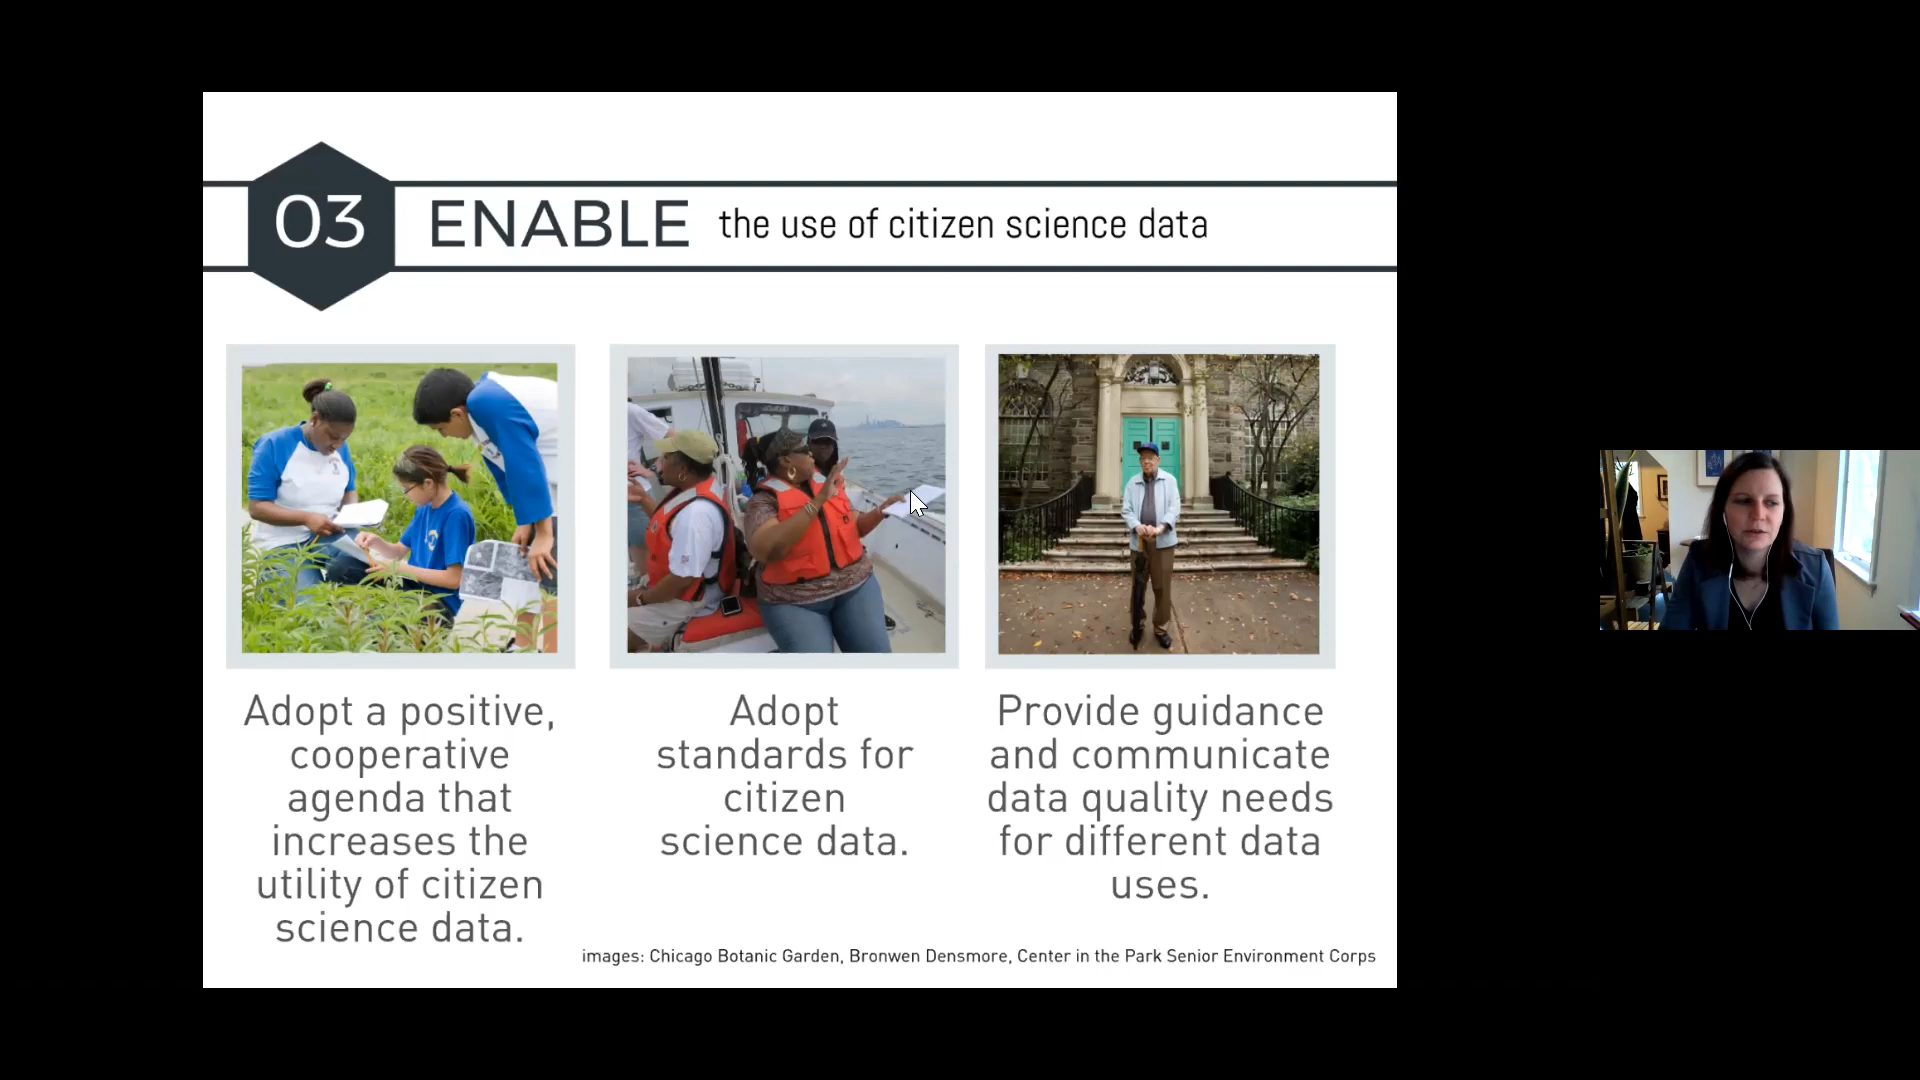 03
ENABLE the use of citizen science data
Adopt a positive,
cooperative
agenda that
increases the
utility of citizen
science data.
Adopt
standards for
citizen
science data.
Provide guidance
and communicate
data quality needs
for different data
uses.
images: Chicago Botanic Garden, Bronwen Densmore, Center in the Park Senior Environment Corps